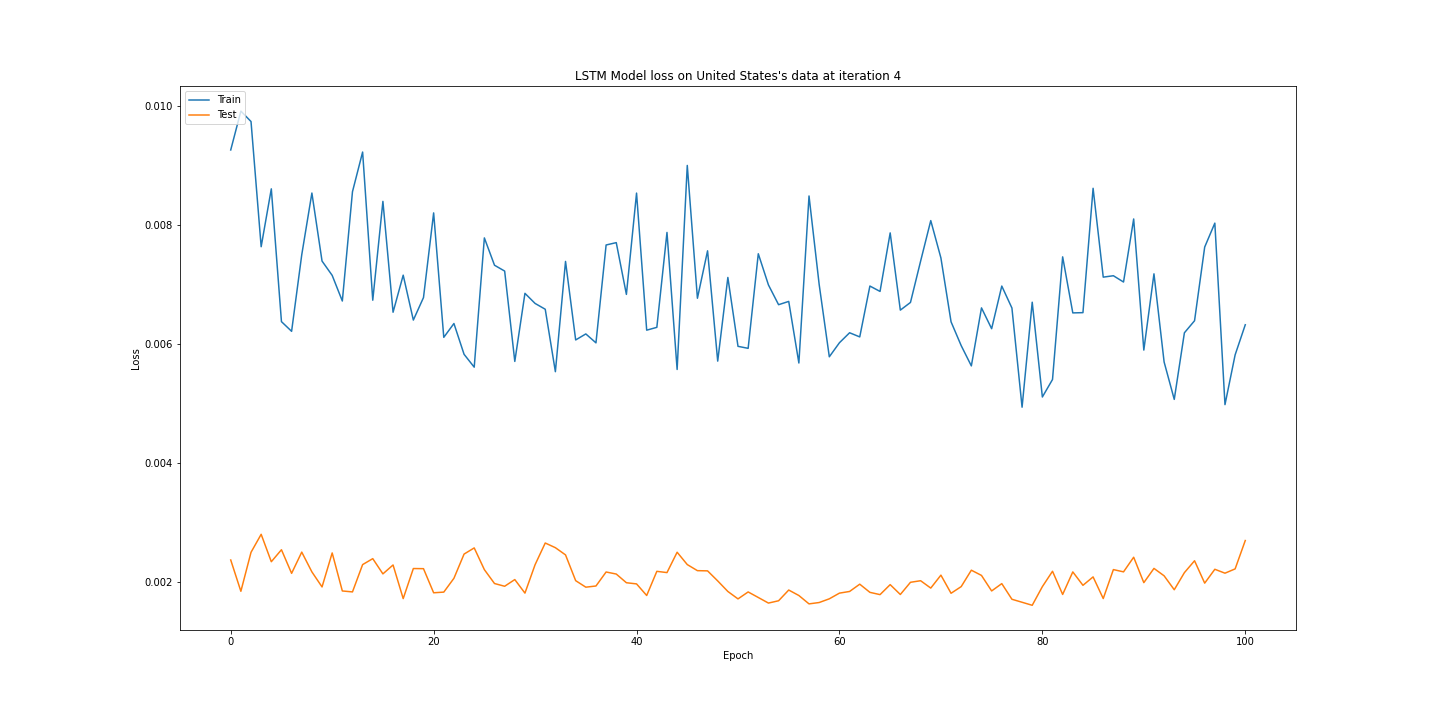 LSTM Model loss on United States's data at iteration 4
Train
Test
0.010
0.008
0.006
0.004
0.002
Loss
0 20 40 60 80 100
Epoch